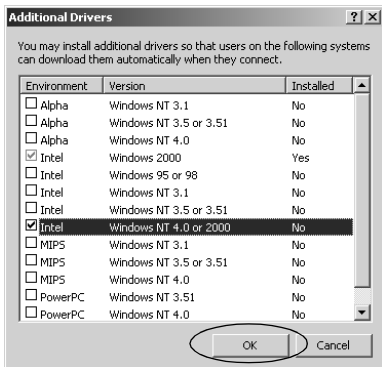 Additional Drivers
You may install additional drivers so that users on the following systems
can download them automatically when they connect.
Environment Version Installed
Alpha Windows NT 3.1 No
Alpha Windows NT 3.5 or 3.51 No
Alpha Windows NT 4.0 No
Intel Windows 2000 Yes
Intel Windows 95 or 98 No
Intel Windows NT 3.1 No
Intel Windows NT 3.5 or 3.51 No
Intel Windows NT 4.0 or 2000 No
MIPS Windows NT 3.1 No
MIPS Windows NT 3.5 or 3.51 No
MIPS Windows NT 4.0 No
PowerPC Windows NT 3.51 No
PowerPC Windows NT 4.0 No
OK Cancel